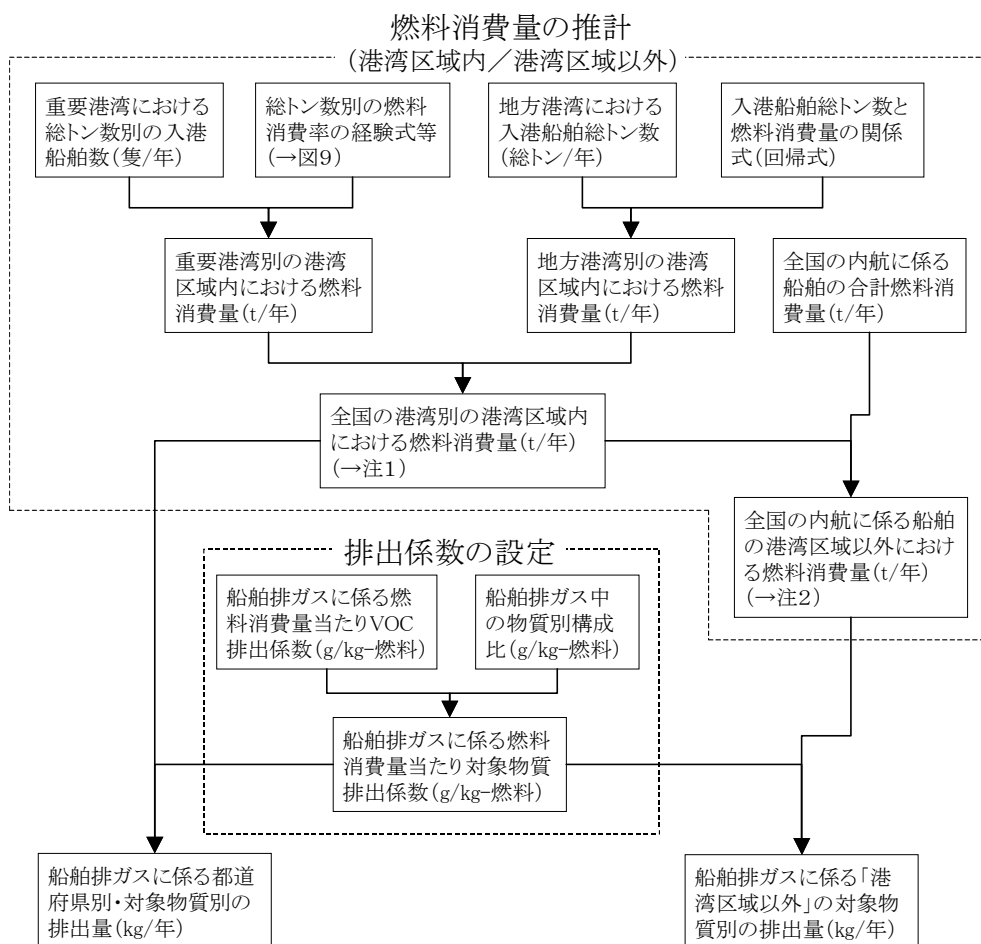 燃料消費量の推計
(港湾区域内／港湾区域以外)
重要港湾における
総トン数別の入港
船舶数(隻/年)
総トン数別の燃料
消費率の経験式等
(→図9)
地方港湾における
入港船舶総トン数
(総トン/年)
入港船舶総トン数と
燃料消費量の関係
式(回帰式)
重要港湾別の港湾
区域内における燃料
消費量(t/年)
地方港湾別の港湾
区域内における燃料
消費量(t/年)
全国の内航に係る
船舶の合計燃料消
費量(t/年)
全国の港湾別の港湾区域内
における燃料消費量(t/年)
(→注1)
全国の内航に係る船舶
の港湾区域以外におけ
る燃料消費量(t/年)
(→注2)
排出係数の設定
船舶排ガスに係る燃
料消費量当たりVOC
排出係数(g/kg-燃料)
船舶排ガス中
の物質別構成
比(g/kg-燃料)
船舶排ガスに係る燃料
消費量当たり対象物質
排出係数(g/kg-燃料)
船舶排ガスに係る都道
府県別・対象物質別の
排出量(kg/年)
船舶排ガスに係る「港
湾区域以外」の対象物
質別の排出量(kg/年)